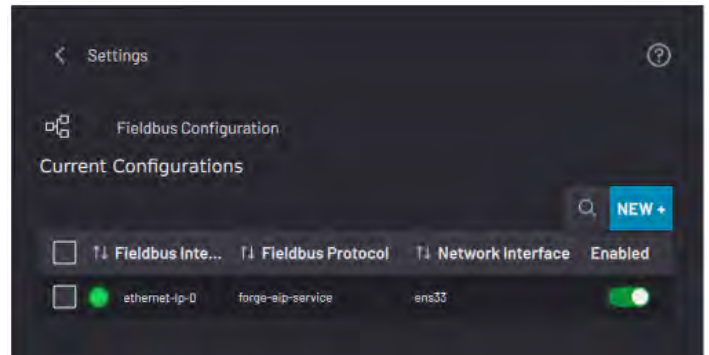 Settings
Fieldbus Configuration
Current Configurations
NEW +
Fieldbus Inte... Fieldbus Protocol Network Interface Enabled
ethernet-ip-0 forge-eip-service ens33